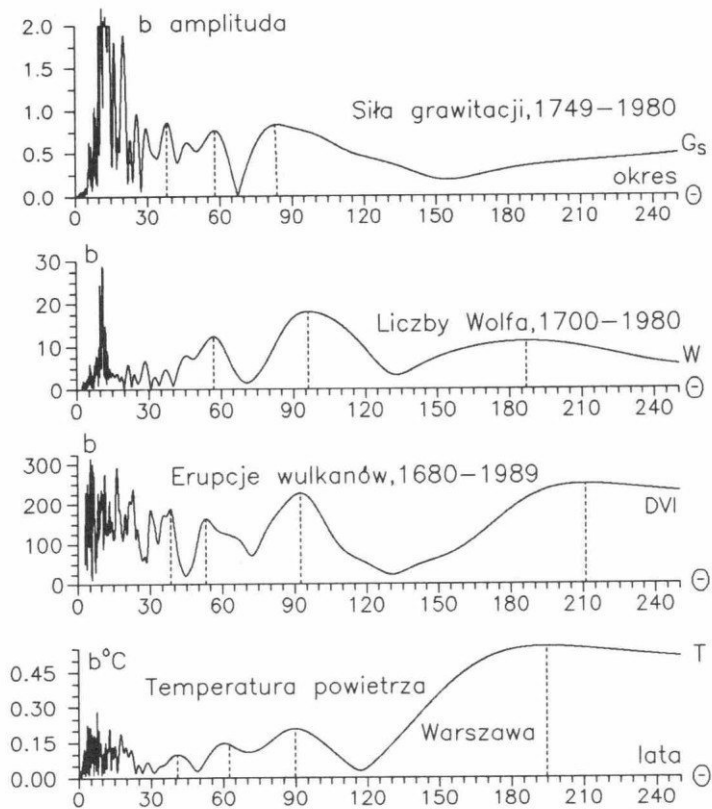 b amplituda
2.0
Siła grawitacji,1749–1980
1.5
1.0
0.5
Gs
okres
0.0
Θ
0 30 60 90 120 150 180 210 250
b
30
20
Liczby Wolfa,1700–1980
10
W
0
Θ
0 30 60 90 120 150 180 210 250
b
300
Erupcje wulkanów,1680–1989
200
DVI
100
0
Θ
0 30 60 90 120 150 180 210 250
b°C
T
0.45
Temperatura powietrza
0.30
Warszawa
0.15
lata
0.00
Θ
0 30 60 90 120 150 180 210 250